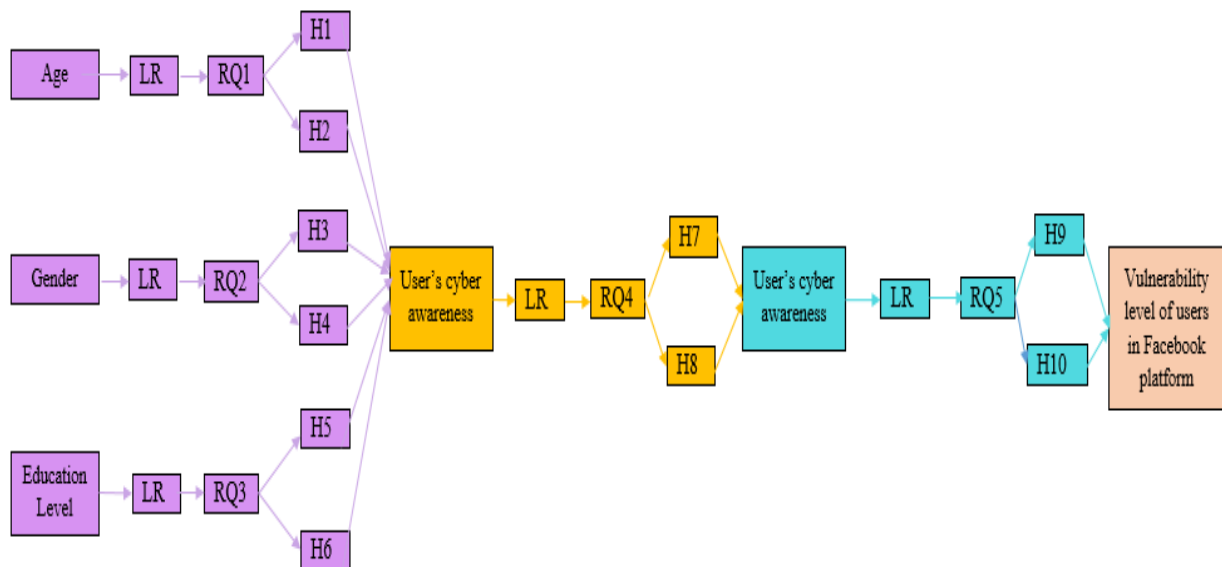 Age
LR
RQ1
H1
H2
Gender
LR
RQ2
H3
H4
Education
Level
LR
RQ3
H5
H6
User's cyber
awareness
LR
RQ4
H7
H8
User's cyber
awareness
LR
RQ5
H9
H10
Vulnerability
level of users
in Facebook
platform